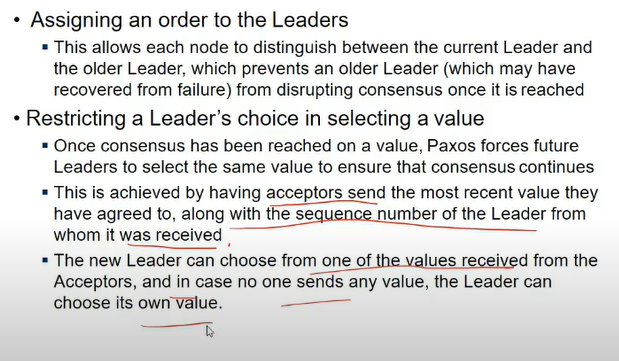 • Assigning an order to the Leaders
▪ This allows each node to distinguish between the current Leader and
the older Leader, which prevents an older Leader (which may have
recovered from failure) from disrupting consensus once it is reached
• Restricting a Leader's choice in selecting a value
▪ Once consensus has been reached on a value, Paxos forces future
Leaders to select the same value to ensure that consensus continues
▪ This is achieved by having acceptors send the most recent value they
have agreed to, along with the sequence number of the Leader from
whom it was received
▪ The new Leader can choose from one of the values received from the
Acceptors, and in case no one sends any value, the Leader can
choose its own value.